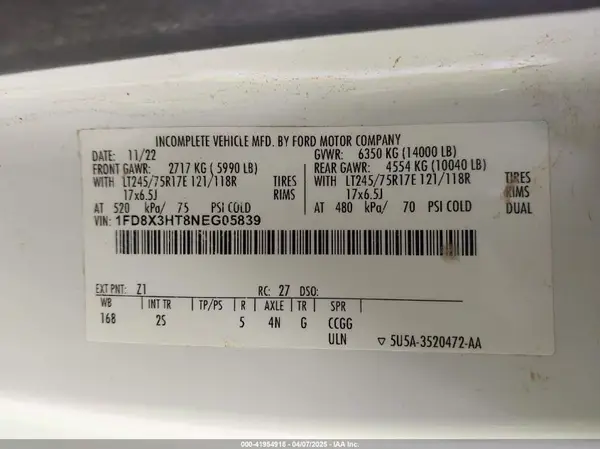 INCOMPLETE VEHICLE MFD. BY FORD MOTOR COMPANY
DATE: 11/22 GVWR: 6350 KG (14000 LB)
FRONT GAWR: 2717 KG ( 5990 LB) REAR GAWR: 4554 KG (10040 LB)
WITH LT245/75R17E 121/118R TIRES WITH LT245/75R17E 121/118R TIRES
17x6.5J RIMS 17x6.5J RIMS
AT 520 kPa/ 75 PSI COLD AT 480 kPa/ 70 PSI COLD DUAL
VIN: 1FD8X3HT8NEG05839
EXT PNT: Z1 RC: 27 DSO:
WB INT TR TP/PS R AXLE TR SPR
168 2S 5 4N G CCGG
ULN ▽ 5U5A-3520472-AA
000-41954916 - 04/07/2025 - IAAI.COM